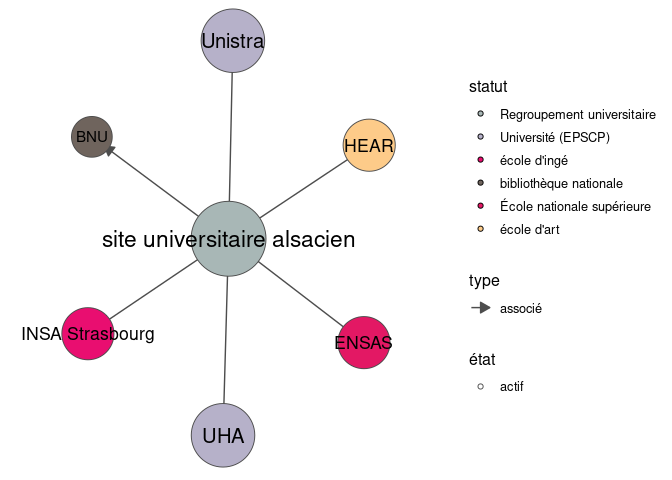 Unistra
BNU
HEAR
site universitaire alsacien
INSA Strasbourg
ENSAS
UHA
statut
Regroupement universitaire
Université (EPSCP)
école d'ingé
bibliothèque nationale
École nationale supérieure
école d'art
type
associé
état
actif